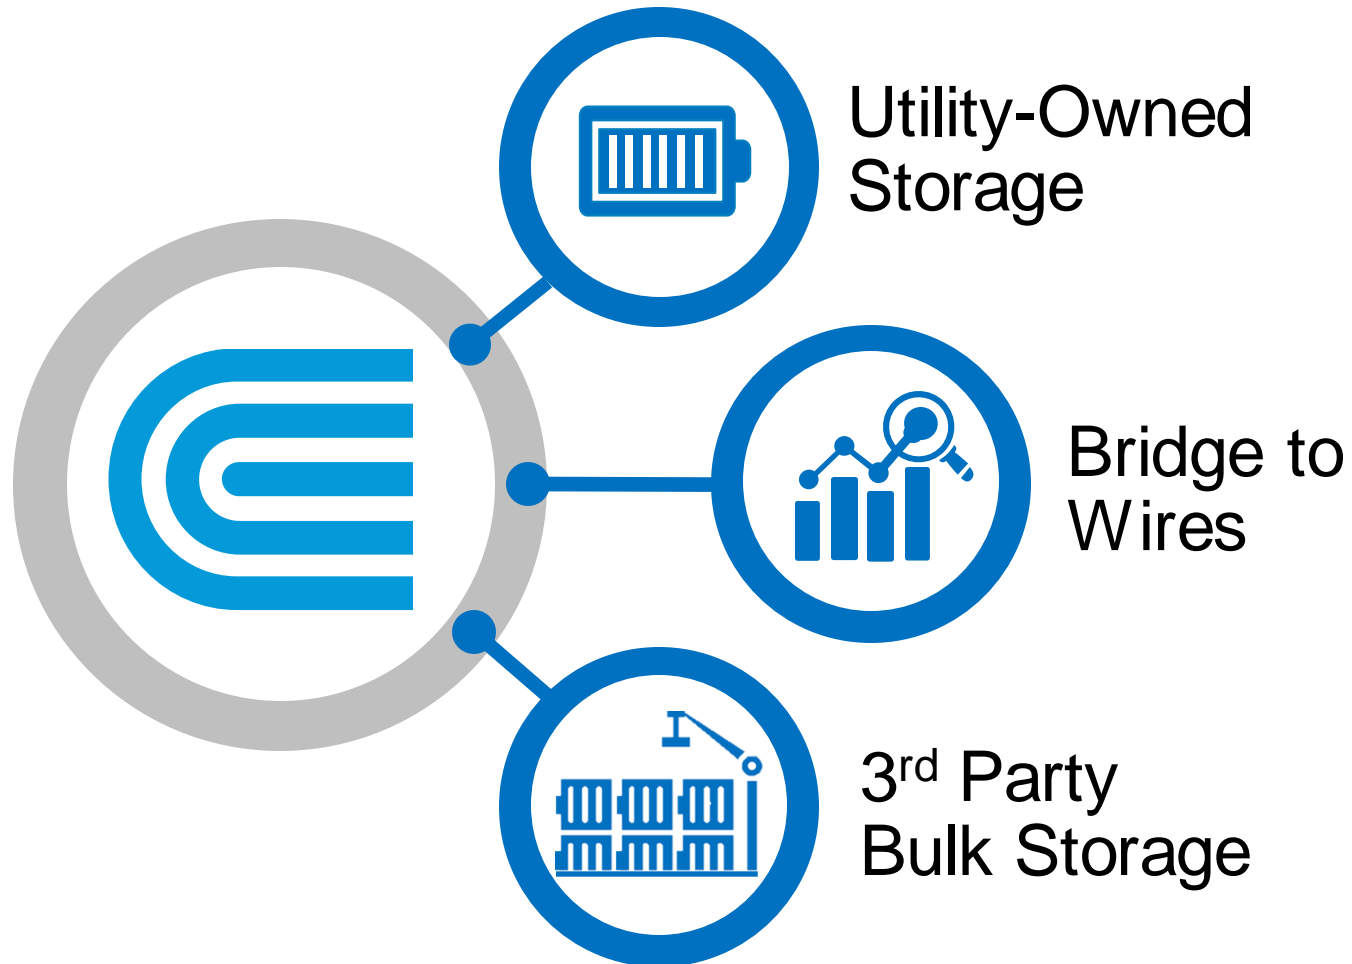 Utility-Owned
Storage
Bridge to
Wires
3rd Party
Bulk Storage